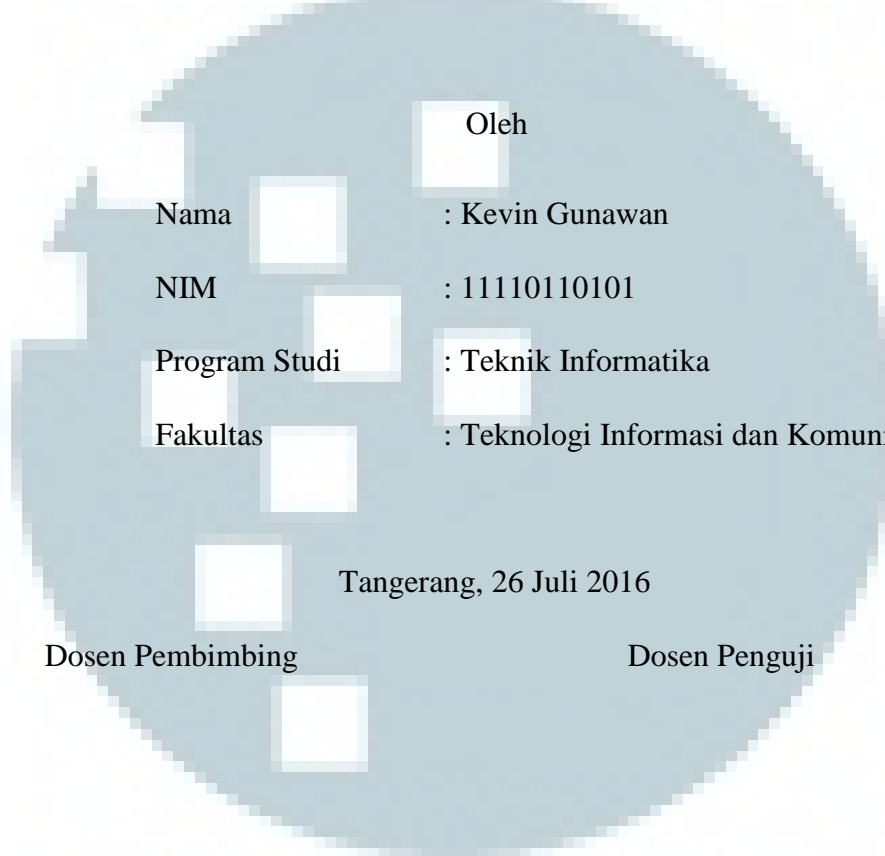 Oleh
Nama : Kevin Gunawan
NIM : 11110110101
Program Studi : Teknik Informatika
Fakultas : Teknologi Informasi dan
Tangerang, 26 Juli 2016
Dosen Pembimbing Dosen Penguji